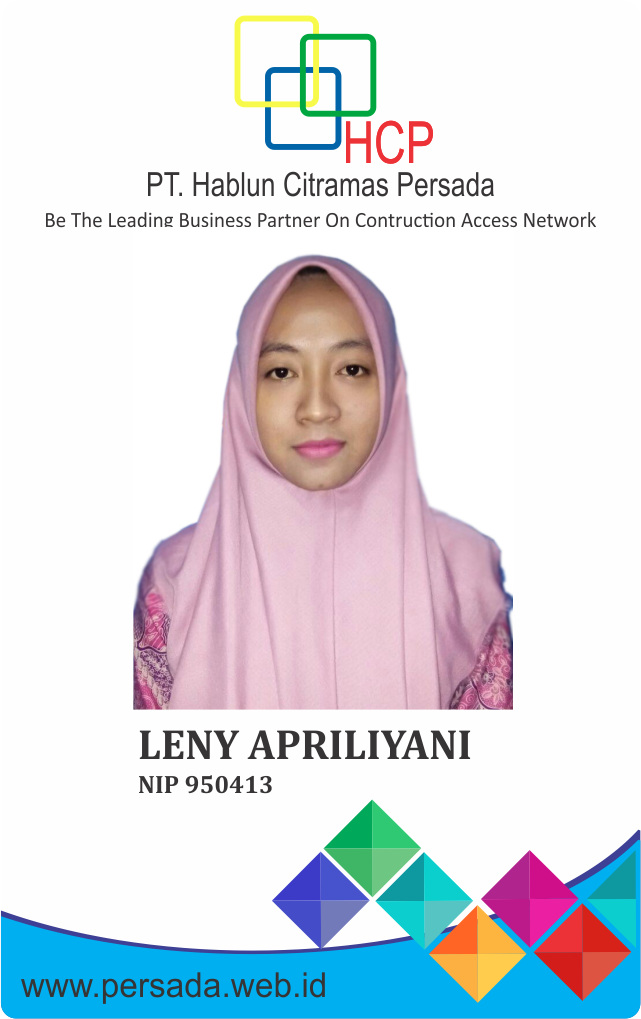 HCP
PT. Hablun Citramas Persada
Be The Leading Business Partner On Contruction Access Network
LENY APRILIYANI
NIP 950413
www.persada.web.id